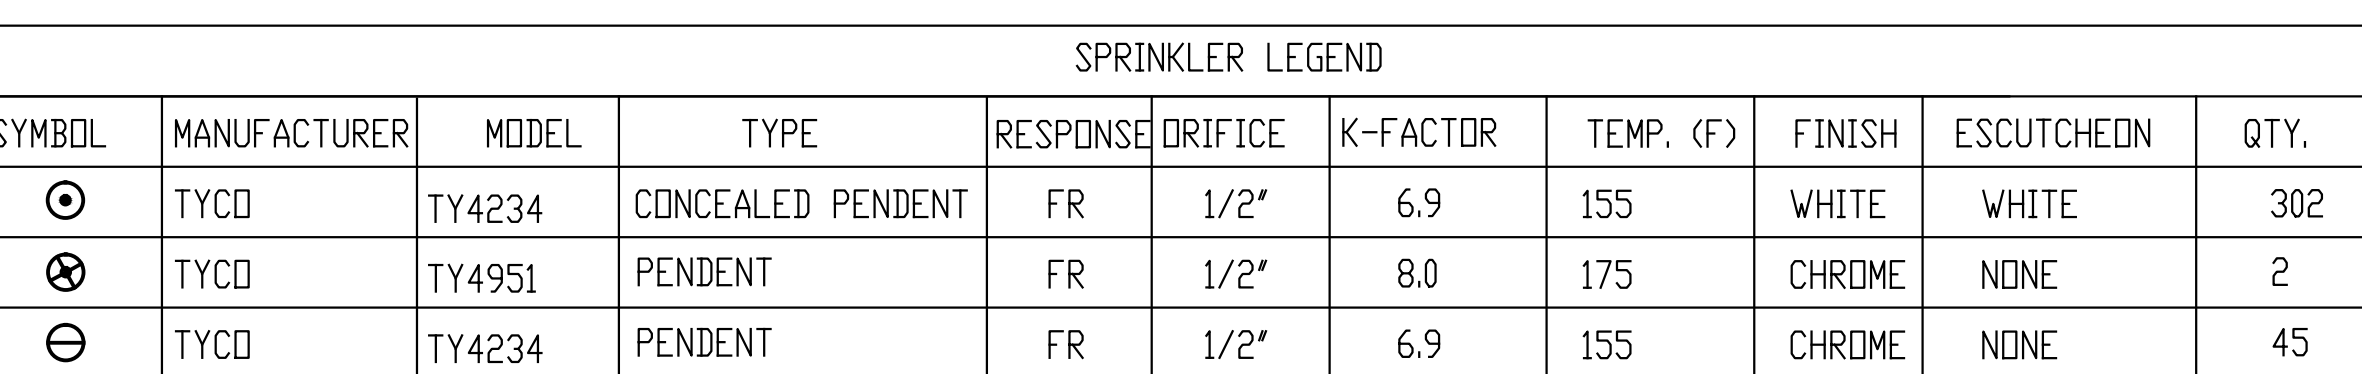 SPRINKLER LEGEND
SYMBOL MANUFACTURER MODEL TYPE RESPONSE ORIFICE K-FACTOR TEMP. (F) FINISH ESCUTCHEON QTY.
TYCO TY4234 CONCEALED PENDENT FR 1/2" 6.9 155 WHITE WHITE 302
TYCO TY4951 PENDENT FR 1/2" 8.0 175 CHROME NONE 2
TYCO TY4234 PENDENT FR 1/2" 6.9 155 CHROME NONE 45